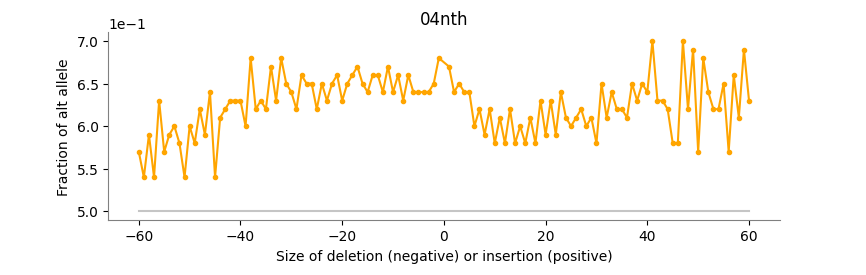 04nth
1e−1
7.0
6.5
6.0
5.5
5.0
Fraction of alt allele
−60 −40 −20 0 20 40 60
Size of deletion (negative) or insertion (positive)